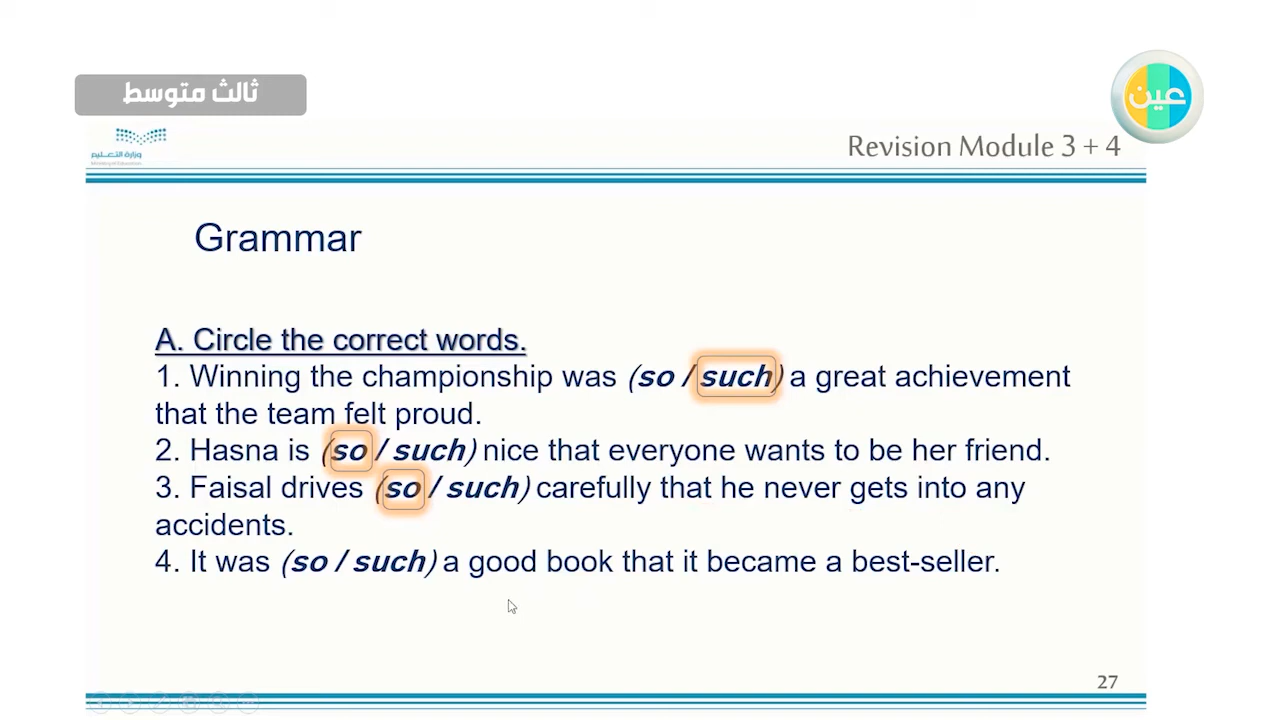 ثالث متوسط
عين
وزارة التعليم
Ministry of Education
Revision Module 3 + 4
Grammar
A. Circle the correct words.
1. Winning the championship was (so / such) a great achievement
that the team felt proud.
2. Hasna is (so / such) nice that everyone wants to be her friend.
3. Faisal drives (so / such) carefully that he never gets into any
accidents.
4. It was (so / such) a good book that it became a best-seller.
27